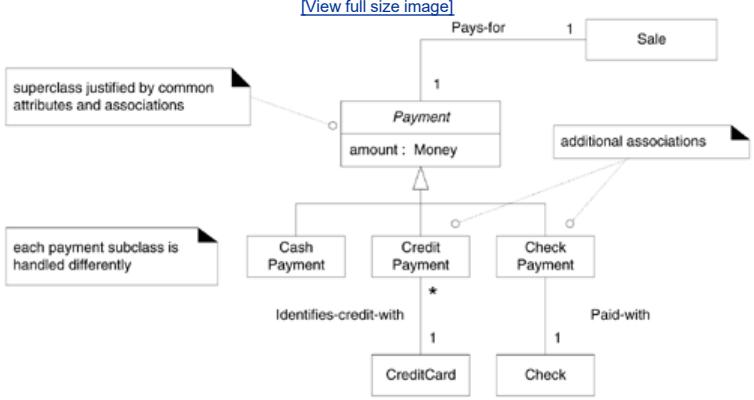 [View full size image]
Pays-for
1
Sale
superclass justified by common
attributes and associations
1
Payment
amount : Money
additional associations
each payment subclass is
handled differently
Cash
Payment
Credit
Payment
Check
Payment
*
Identifies-credit-with
Paid-with
1
1
CreditCard
Check